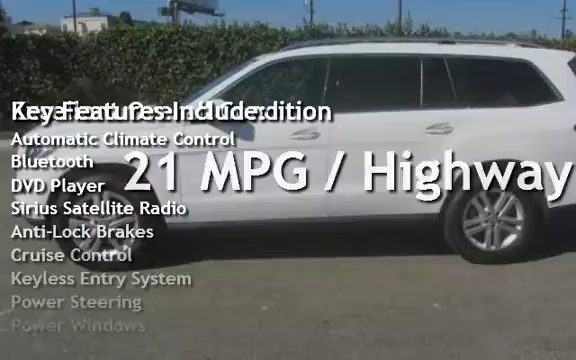 Key Features Include:
Automatic Climate Control
Bluetooth
DVD Player
Sirius Satellite Radio
Anti-Lock Brakes
Cruise Control
Keyless Entry System
Power Steering
Power Windows
21 MPG / Highway